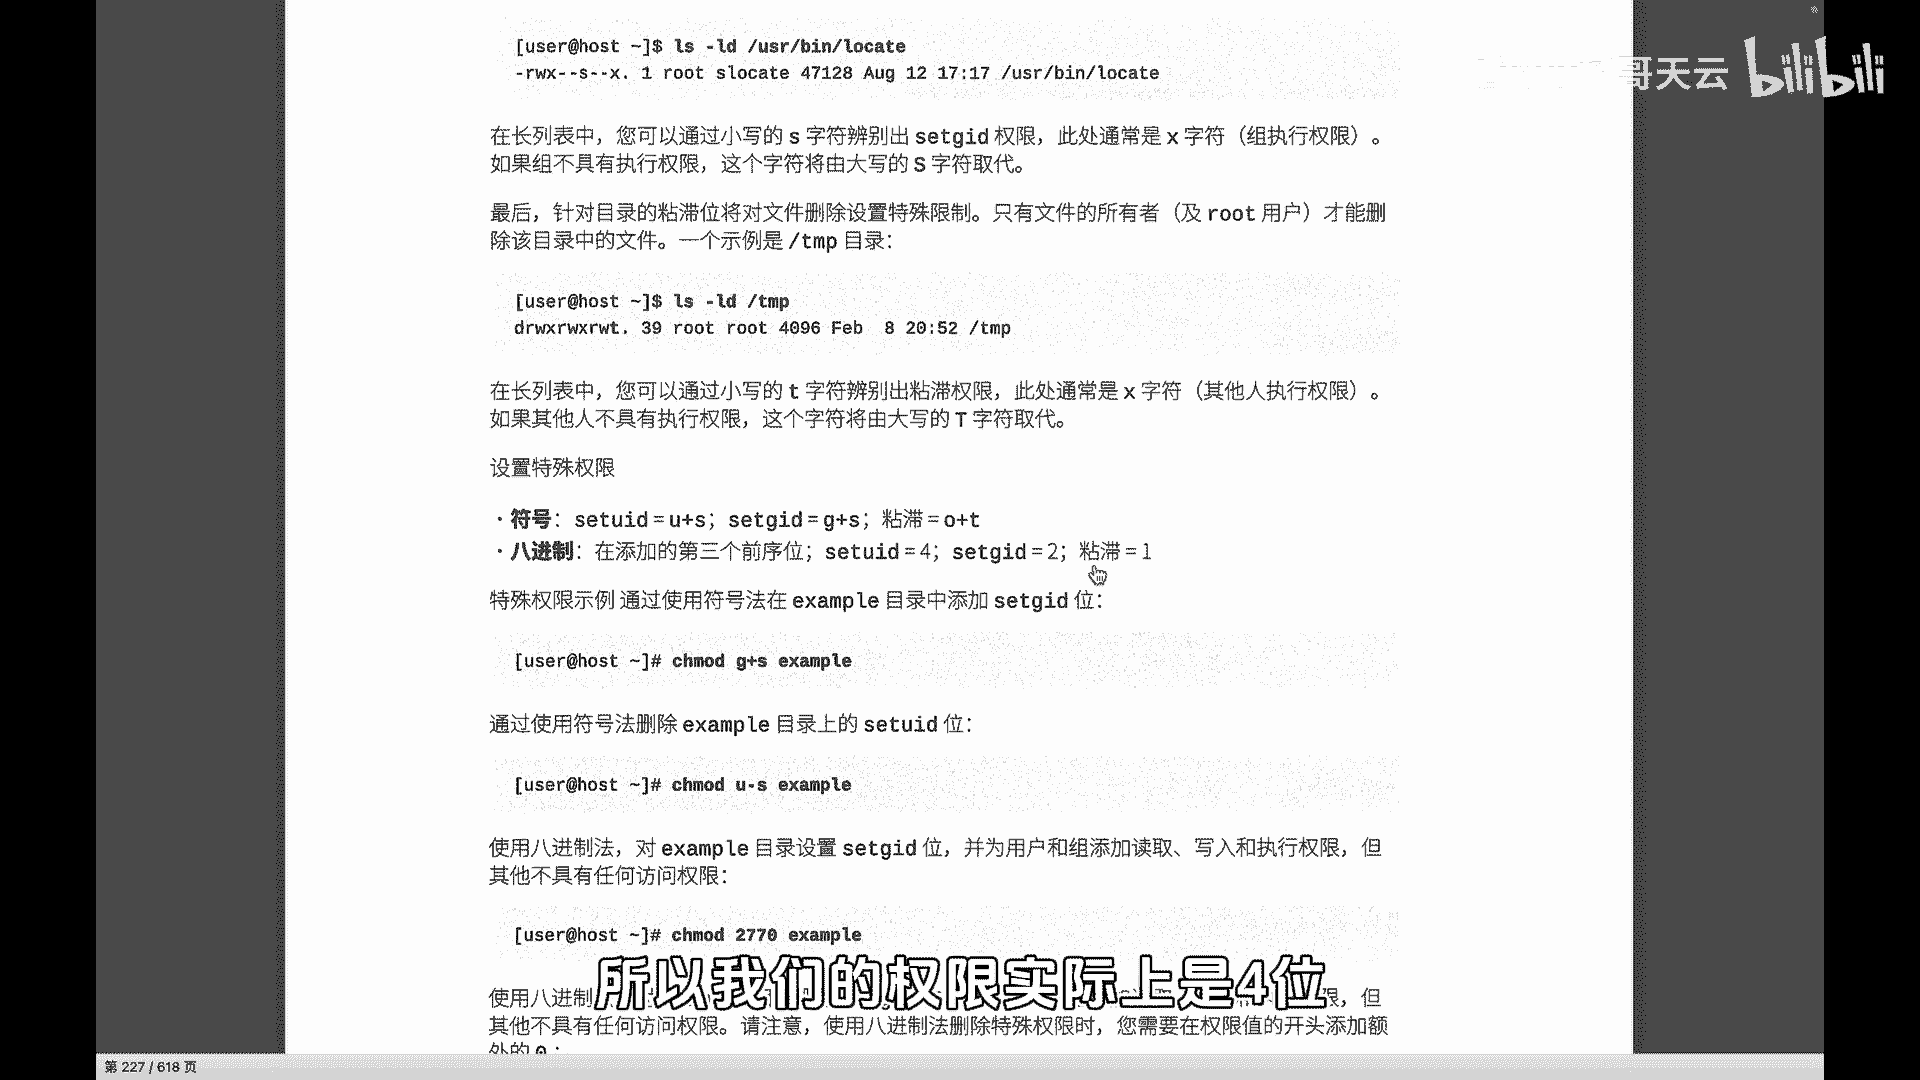 [user@host ~]$ ls -ld /usr/bin/locate
-rwx--s--x. 1 root slocate 47128 Aug 12 17:17 /usr/bin/locate
哥天云 bilibili
在长列表中，您可以通过小写的 s 字符辨别出 setgid 权限，此处通常是 x 字符（组执行权限）。
如果组不具有执行权限，这个字符将由大写的 S 字符取代。
最后，针对目录的粘滞位将对文件删除设置特殊限制。只有文件的所有者（及 root 用户）才能删
除该目录中的文件。一个示例是 /tmp 目录：
[user@host ~]$ ls -ld /tmp
drwxrwxrwt. 39 root root 4096 Feb  8 20:52 /tmp
在长列表中，您可以通过小写的 t 字符辨别出粘滞权限，此处通常是 x 字符（其他人执行权限）。
如果其他人不具有执行权限，这个字符将由大写的 T 字符取代。
设置特殊权限
・符号：setuid = u+s；setgid = g+s；粘滞 = o+t
・八进制：在添加的第三个前序位；setuid = 4；setgid = 2；粘滞 = 1
特殊权限示例 通过使用符号法在 example 目录中添加 setgid 位：
[user@host ~]# chmod g+s example
通过使用符号法删除 example 目录上的 setuid 位：
[user@host ~]# chmod u-s example
使用八进制法，对 example 目录设置 setgid 位，并为用户和组添加读取、写入和执行权限，但
其他不具有任何访问权限：
[user@host ~]# chmod 2770 example
所以我们的权限实际上是4位
使用八进制 限，但
其他不具有任何访问权限。请注意，使用八进制法删除特殊权限时，您需要在权限值的开头添加额
外的 0：
第 227 / 618 页